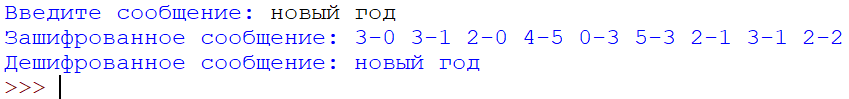 Введите сообщение: новый год
Зашифрованное сообщение: 3-0 3-1 2-0 4-5 0-3 5-3 2-1 3-1 2-2
Дешифрованное сообщение: новый год
>>>